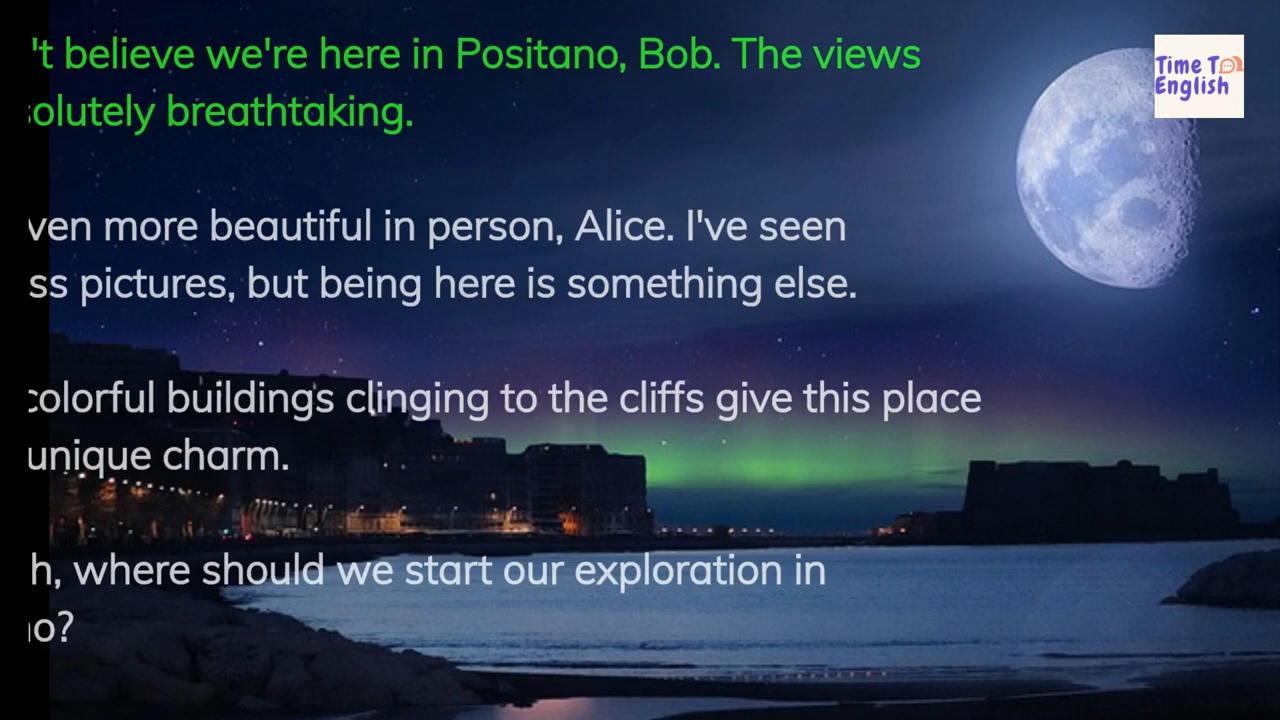 't believe we're here in Positano, Bob. The views
solutely breathtaking.
ven more beautiful in person, Alice. I've seen
ss pictures, but being here is something else.
colorful buildings clinging to the cliffs give this place
unique charm.
h, where should we start our exploration in
no?
Time To
English